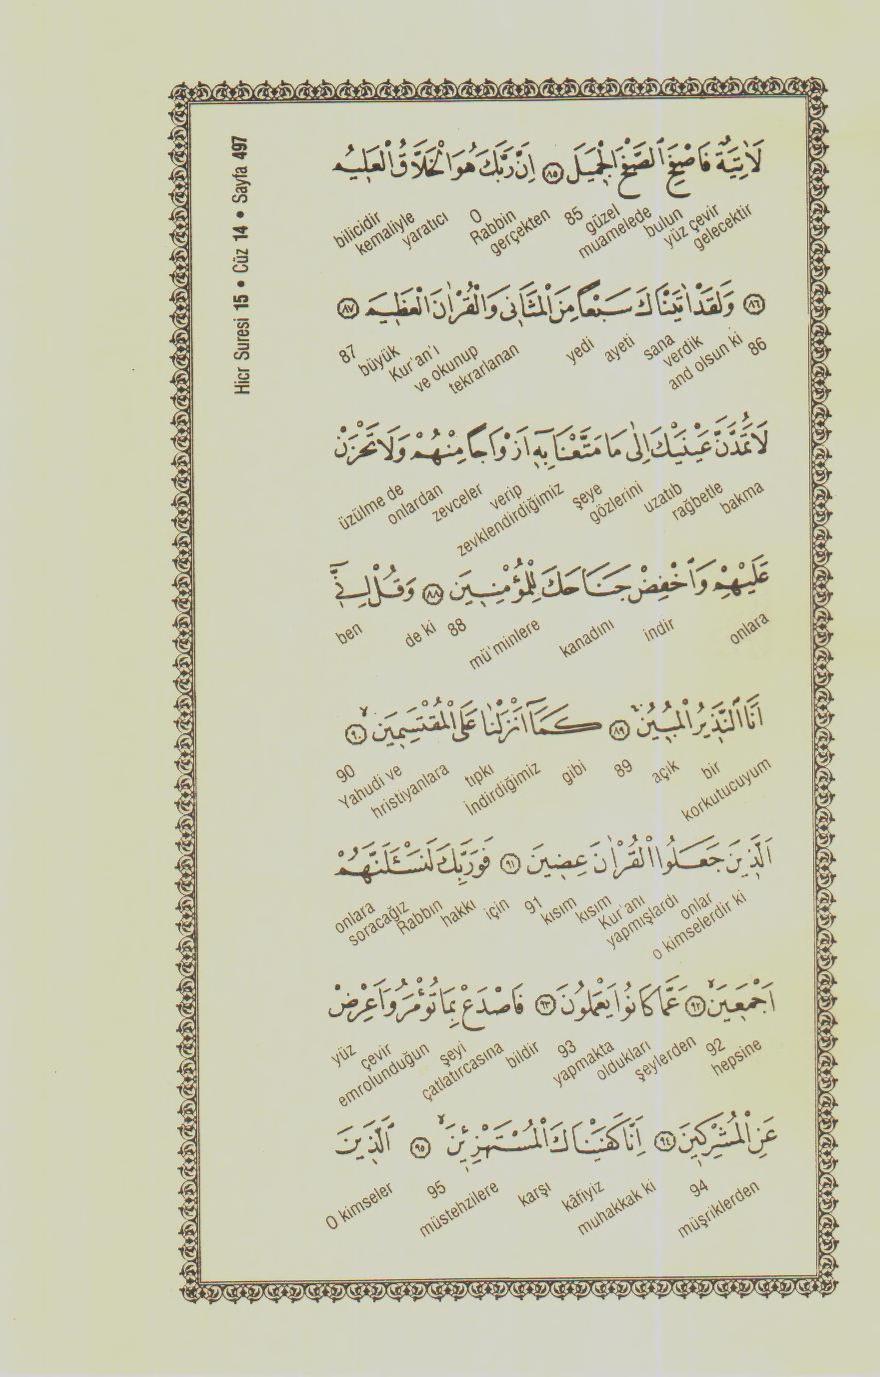 Hicr Suresi 15 • Cüz 14 • Sayfa 497
لَاٰتِيَةٌ فَاصْفَحِ الصَّفْحَ الْجَم۪يلَ ﴿٨٥﴾ اِنَّ رَبَّكَ هُوَ الْخَلَّاقُ الْعَل۪يمُ
gelecektir yüz çevir bulun muamelede güzel 85 gerçekten Rabbin O yaratıcı kemaliyle bilicidir
﴿٨٦﴾ وَلَقَدْ اٰتَيْنَاكَ سَبْعًا مِنَ الْمَثَان۪ى وَالْقُرْاٰنَ الْعَظ۪يمَ ﴿٨٧﴾
86 and olsun ki verdik sana ayeti yedi tekrarlanan ve okunup Kur'an'ı büyük 87
لَا تَمُدَّنَّ عَيْنَيْكَ اِلٰى مَا مَتَّعْنَا بِه۪ٓ اَزْوَاجًا مِنْهُمْ وَلَا تَحْزَنْ
bakma rağbetle uzatıb gözlerini şeye zevklendirdiğimiz verip zevceler onlardan üzülme de
عَلَيْهِمْ وَاخْفِضْ جَنَاحَكَ لِلْمُؤْمِن۪ينَ ﴿٨٨﴾ وَقُلْ اِنّ۪ٓى
onlara indir kanadını mü'minlere 88 de ki ben
اَنَا النَّذ۪يرُ الْمُب۪ينُۚ ﴿٨٩﴾ كَمَٓا اَنْزَلْنَا عَلَى الْمُقْتَسِم۪ينَۙ ﴿٩٠﴾
korkutucuyum bir açık 89 gibi İndirdiğimiz tıpkı hristiyanlara Yahudi ve 90
اَلَّذ۪ينَ جَعَلُوا الْقُرْاٰنَ عِض۪ينَ ﴿٩١﴾ فَوَرَبِّكَ لَنَسْـَٔلَنَّهُمْ
o kimselerdir ki onlar yapmışlardı Kur'anı kısım kısım 91 için hakkı Rabbın soracağız onlara
اَجْمَع۪ينَۙ ﴿٩٢﴾ عَمَّا كَانُوا يَعْمَلُونَ ﴿٩٣﴾ فَاصْدَعْ بِمَا تُؤْمَرُ وَاَعْرِضْ
hepsine 92 şeylerden oldukları yapmakta 93 bildir çatlatırcasına şeyi emrolunduğun çevir yüz
عَنِ الْمُشْرِك۪ينَ ﴿٩٤﴾ اِنَّا كَفَيْنَاكَ الْمُسْتَهْزِء۪ينَۙ ﴿٩٥﴾ اَلَّذ۪ينَ
müşriklerden 94 muhakkak ki kâfiyiz karşı müstehzilere 95 O kimseler